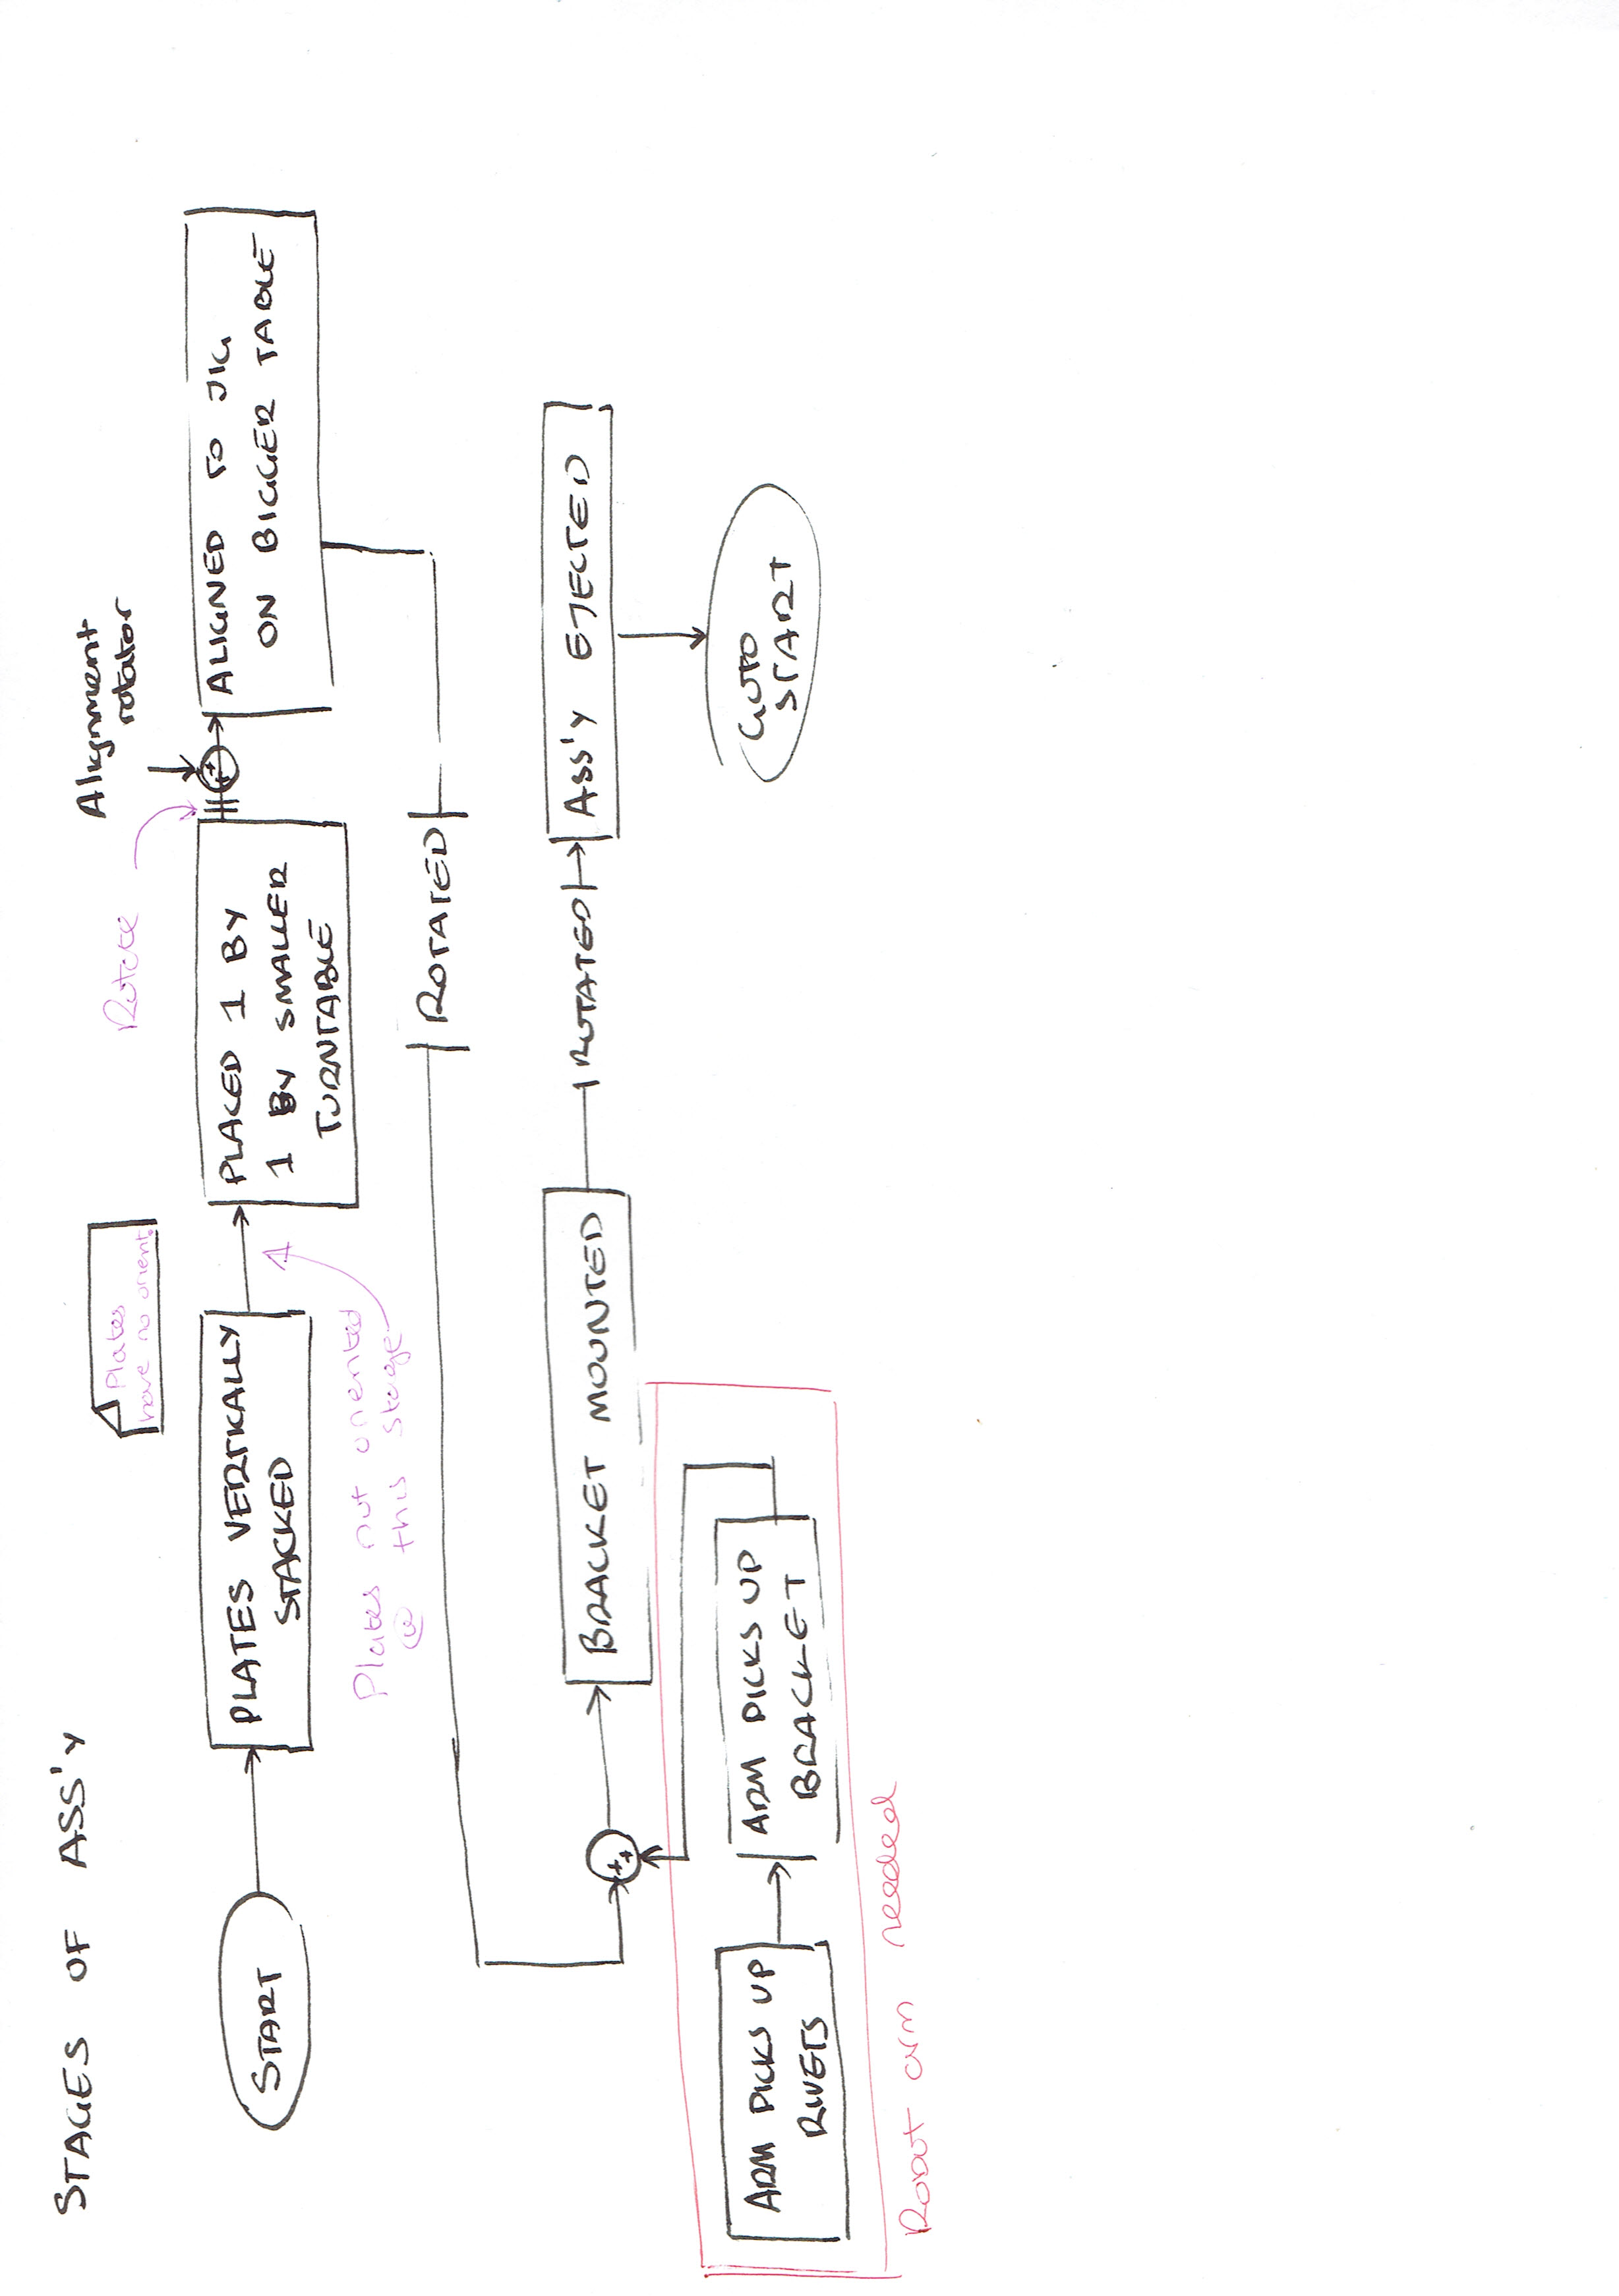 STAGES OF ASS'Y
Plates
have no orient.
Rotate
Alignment
rotator
START
PLATES VERTICALLY
STACKED
PLACED 1 BY
1 BY SMALLER
TURNTABLE
ALIGNED TO JIG
ON BIGGER TABLE
Plates not oriented
@ this stage
ROTATED
++
BRACKET MOUNTED
ROTATED
ASS'Y EJECTED
ARM PICKS UP
RIVETS
ARM PICKS UP
BRACKET
GOTO
START
Robot arm needed